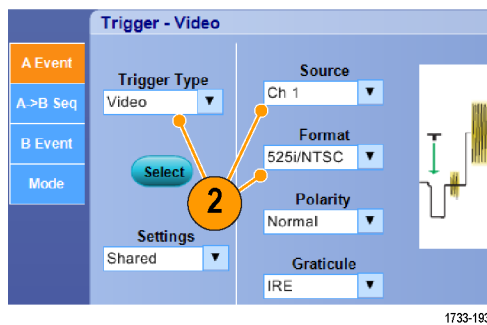 Trigger - Video
A Event
A->B Seq
B Event
Mode
Trigger Type
Video
Select
2
Settings
Shared
Source
Ch 1
Format
525i/NTSC
Polarity
Normal
Graticule
IRE
T